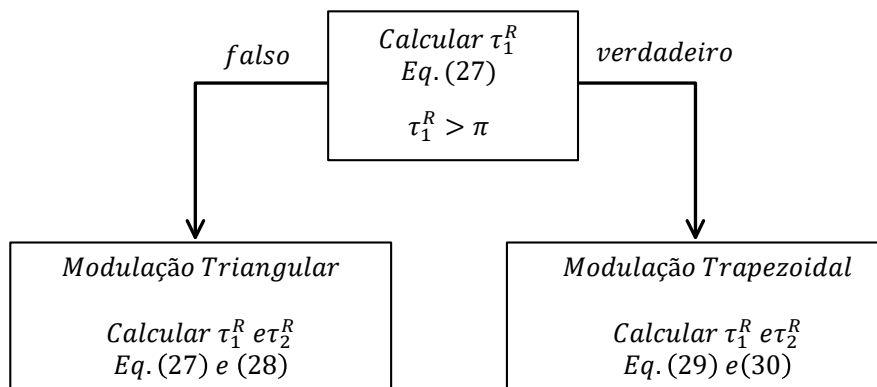 falso
Calcular τ₁ᴿ
Eq. (27)
τ₁ᴿ > π
verdadeiro
Modulação Triangular
Calcular τ₁ᴿ eτ₂ᴿ
Eq. (27) e (28)
Modulação Trapezoidal
Calcular τ₁ᴿ eτ₂ᴿ
Eq. (29) e(30)